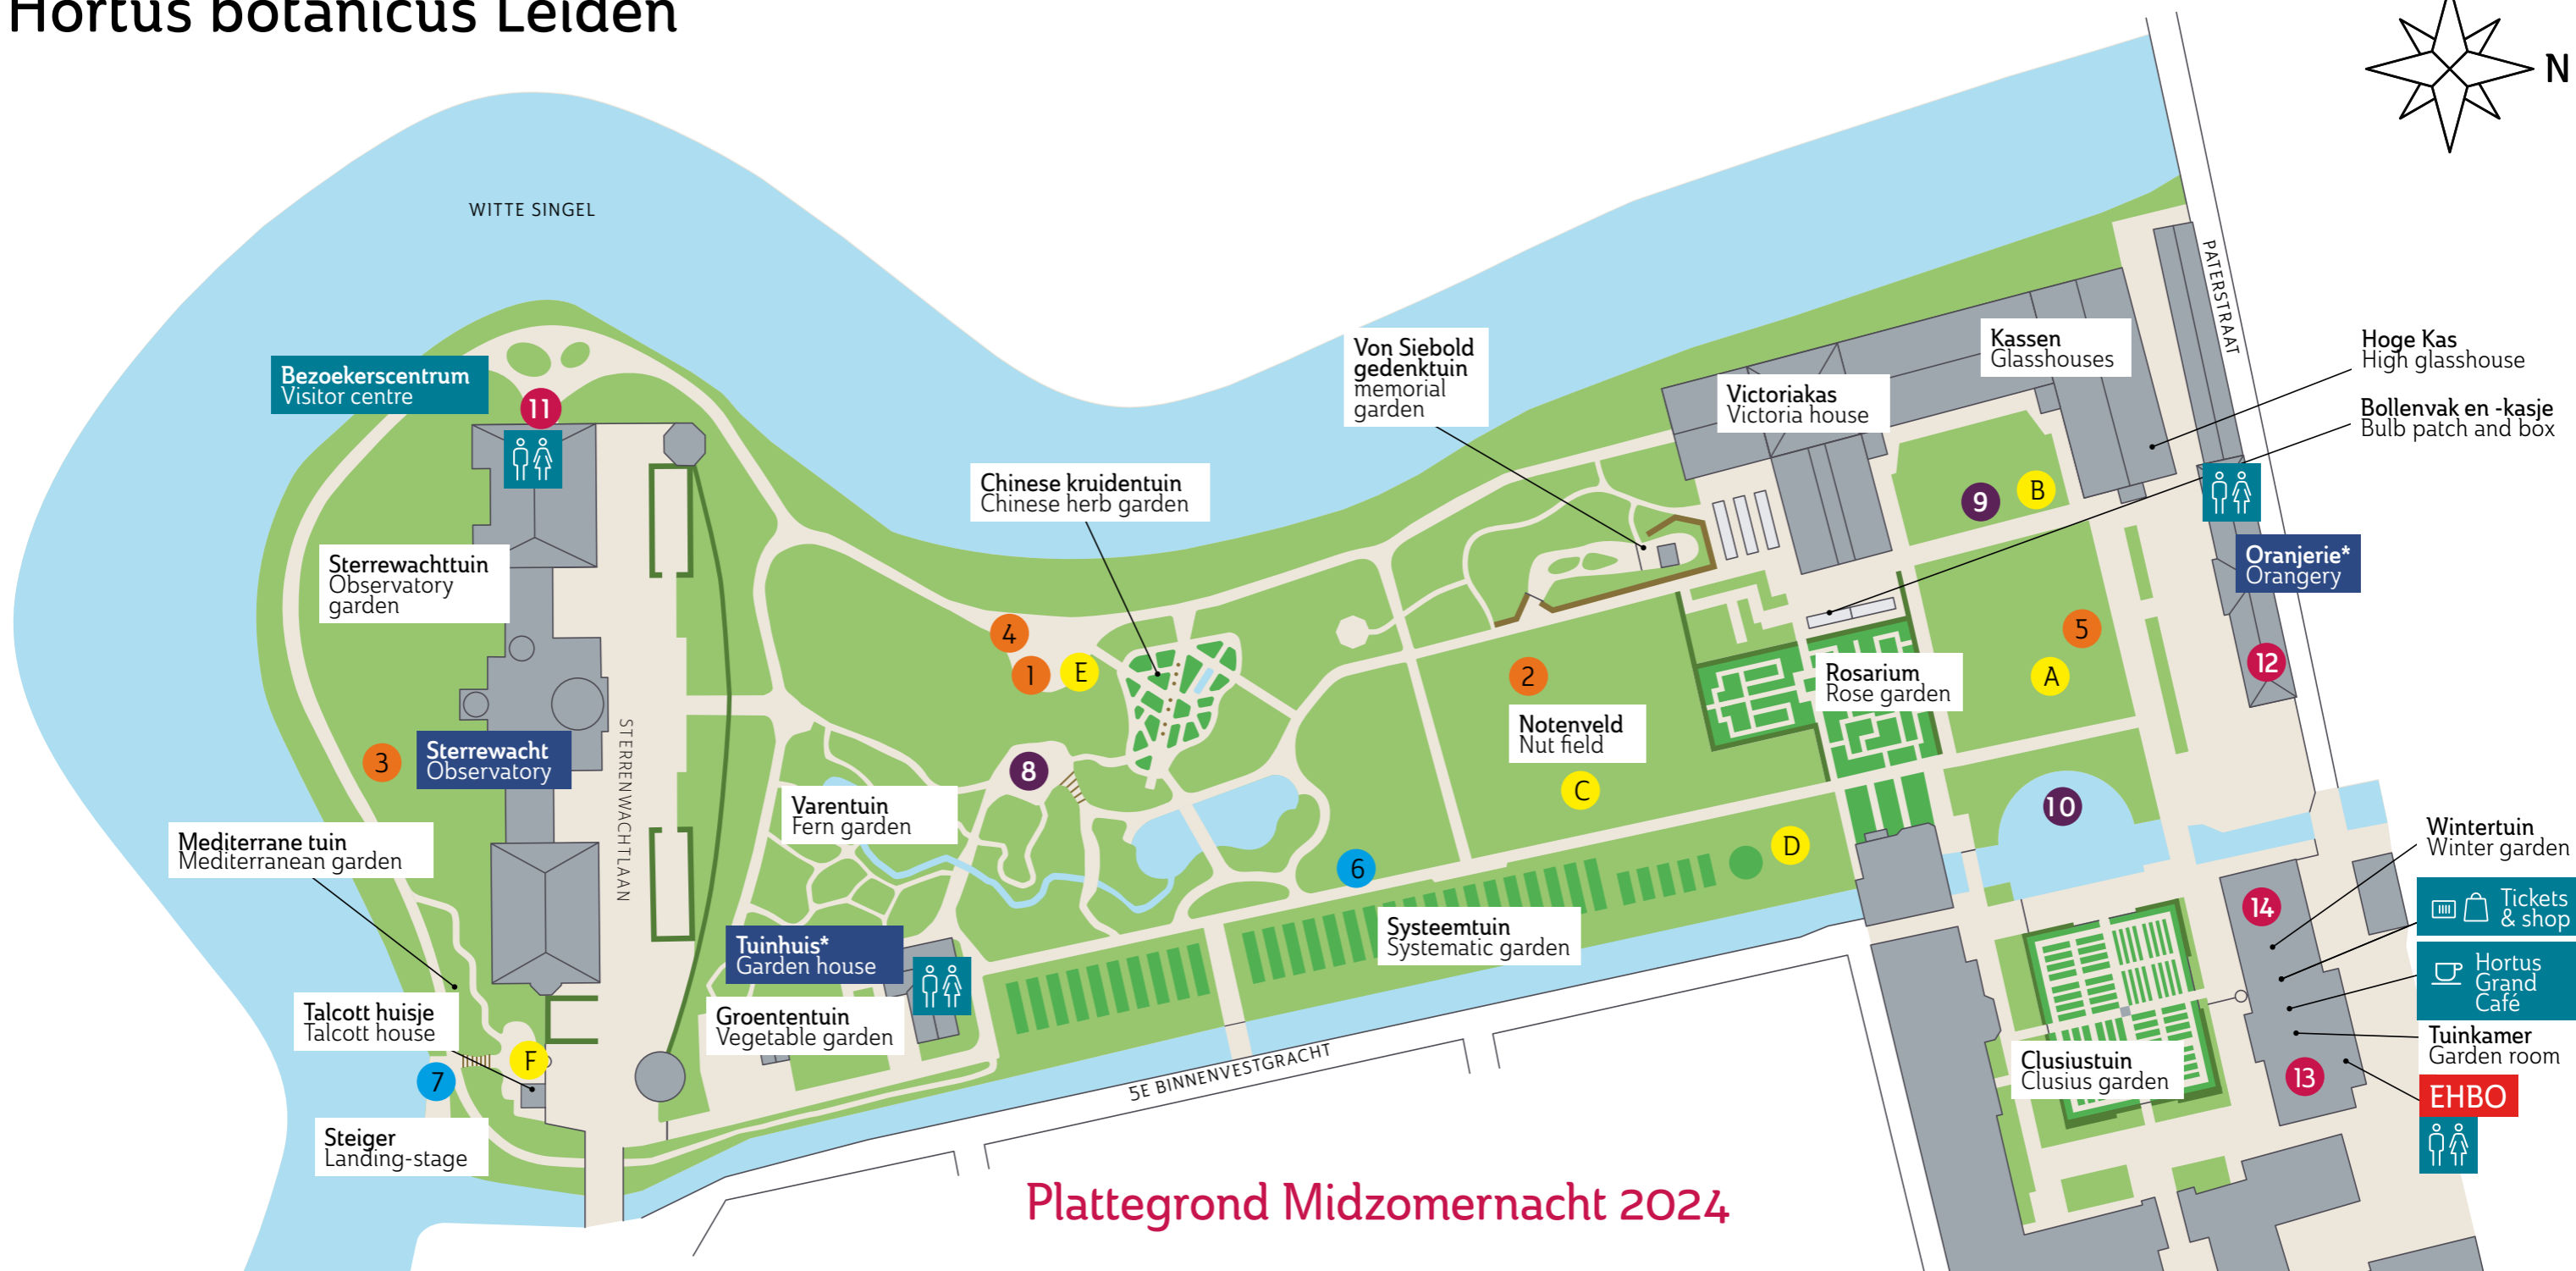 Hortus botanicus Leiden
N
WITTE SINGEL
PATERSTRAAT
Bezoekerscentrum
Visitor centre
11
Von Siebold
gedenktuin
memorial
garden
Kassen
Glasshouses
Hoge Kas
High glasshouse
Victoriakas
Victoria house
Bollenvak en -kasje
Bulb patch and box
Chinese kruidentuin
Chinese herb garden
9
B
Sterrewachttuin
Observatory
garden
Oranjerie*
Orangery
4
1
E
2
5
A
12
Rosarium
Rose garden
Notenveld
Nut field
C
3
Sterrewacht
Observatory
STERRENWACHTLAAN
8
10
Varentuin
Fern garden
Mediterrane tuin
Mediterranean garden
6
D
Wintertuin
Winter garden
14
Tickets
& shop
Systeemtuin
Systematic garden
Tuinhuis*
Garden house
Hortus
Grand
Café
Talcott huisje
Talcott house
Groententuin
Vegetable garden
Tuinkamer
Garden room
F
7
Clusiustuin
Clusius garden
13
EHBO
5E BINNENVESTGRACHT
Steiger
Landing-stage
Plattegrond Midzomernacht 2024